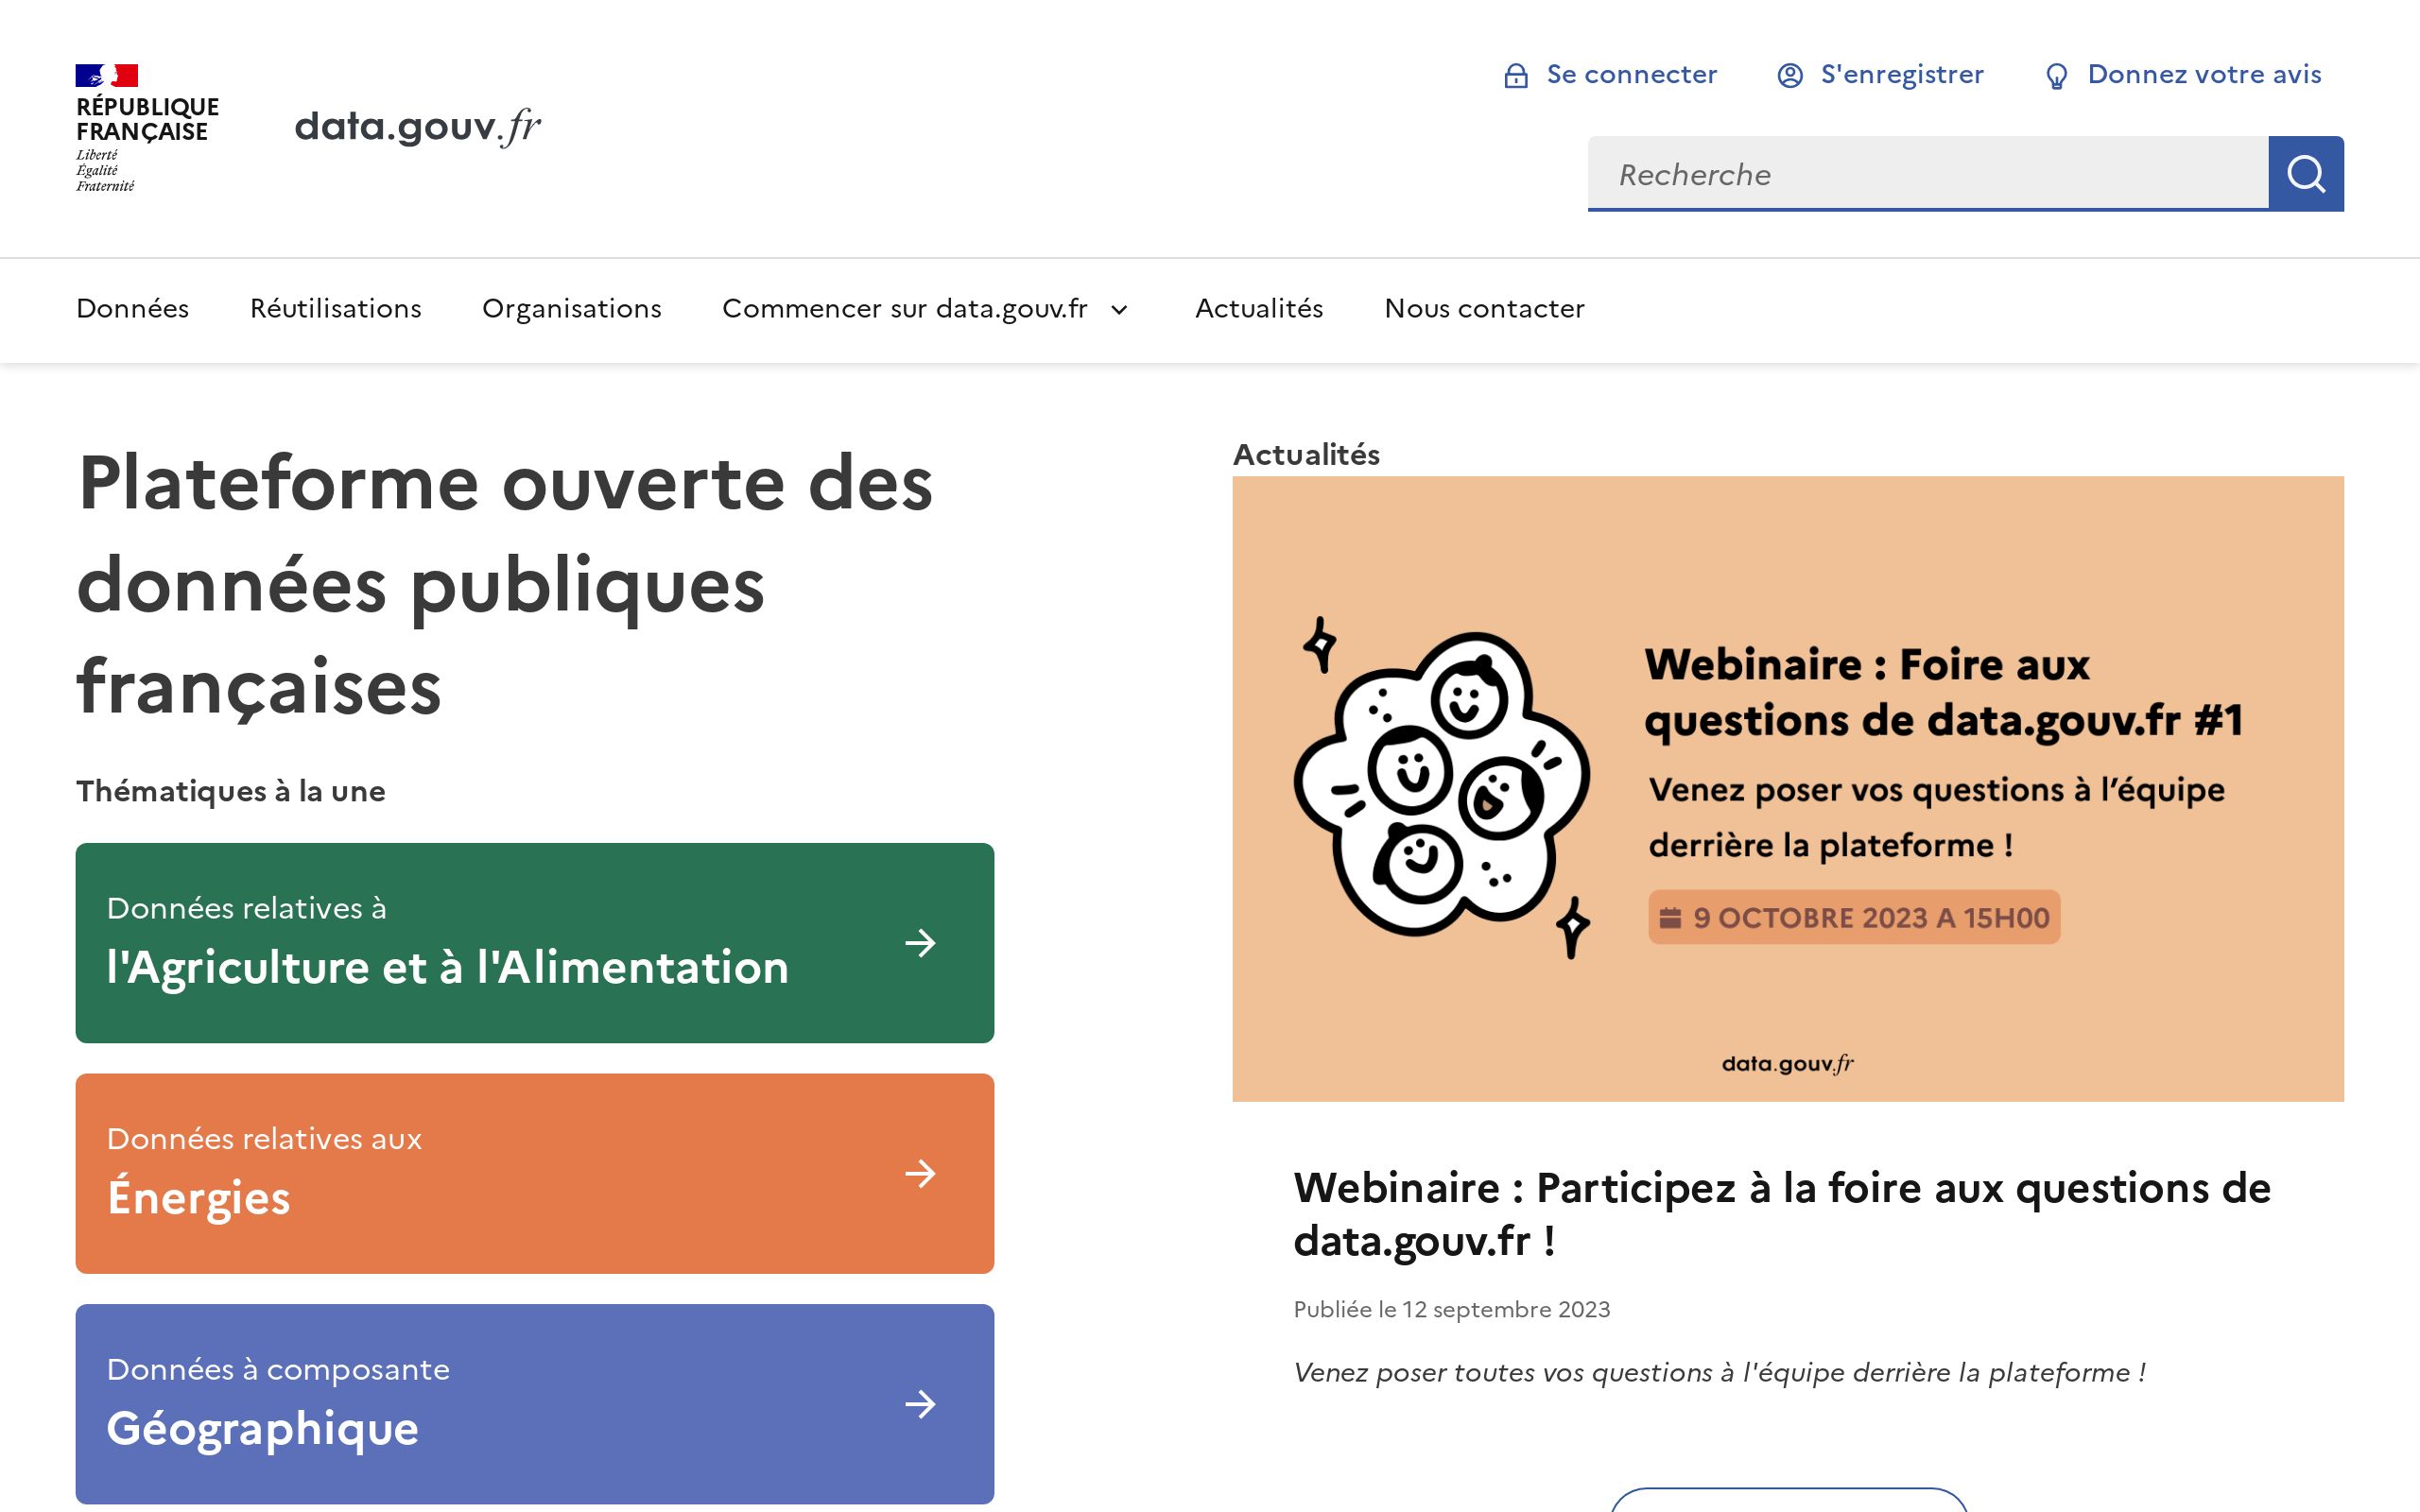 RÉPUBLIQUE
FRANÇAISE
Liberté
Égalité
Fraternité
data.gouv.fr
Se connecter
S'enregistrer
Donnez votre avis
Recherche
Données
Réutilisations
Organisations
Commencer sur data.gouv.fr
Actualités
Nous contacter
Plateforme ouverte des
données publiques
françaises
Thématiques à la une
Données relatives à
l'Agriculture et à l'Alimentation
Données relatives aux
Énergies
Données à composante
Géographique
Actualités
Webinaire : Foire aux
questions de data.gouv.fr #1
Venez poser vos questions à l’équipe
derrière la plateforme !
9 OCTOBRE 2023 A 15H00
data.gouv.fr
Webinaire : Participez à la foire aux questions de
data.gouv.fr !
Publiée le 12 septembre 2023
Venez poser toutes vos questions à l'équipe derrière la plateforme !